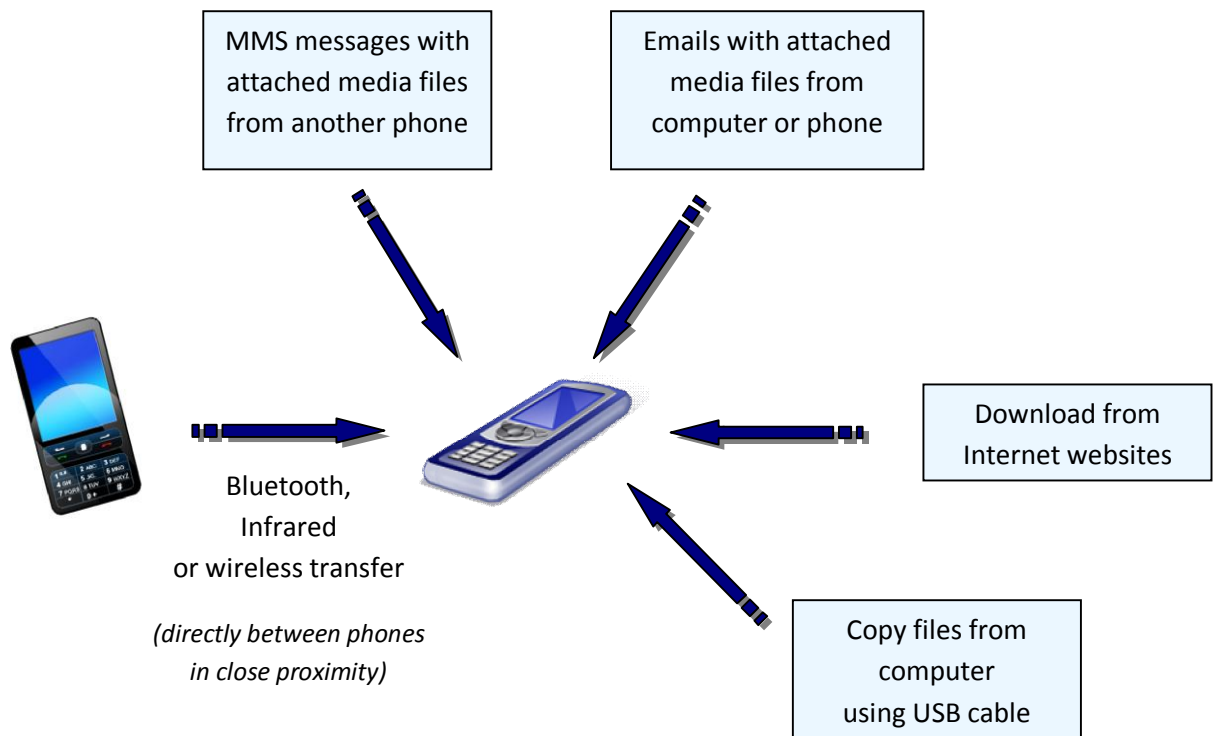 MMS messages with
attached media files
from another phone
Emails with attached
media files from
computer or phone
Download from
Internet websites
Bluetooth,
Infrared
or wireless transfer
(directly between phones
in close proximity)
Copy files from
computer
using USB cable